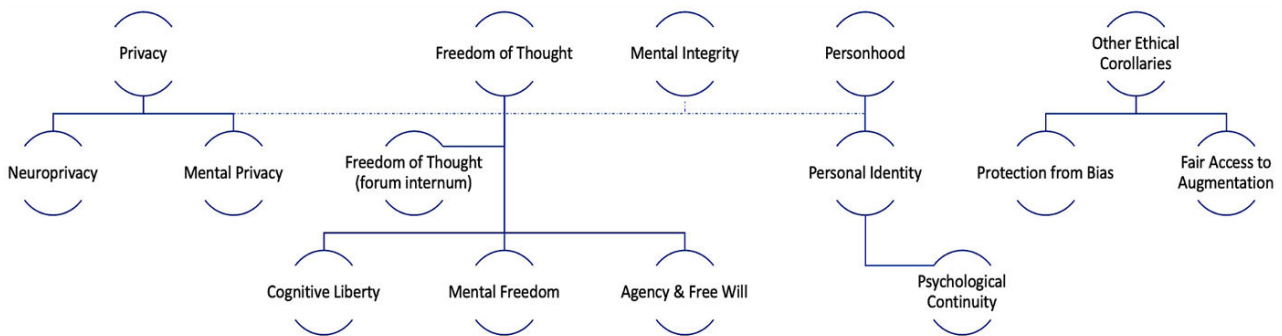 Privacy
Freedom of Thought
Mental Integrity
Personhood
Other Ethical
Corollaries
Neuroprivacy
Mental Privacy
Freedom of Thought
(forum internum)
Personal Identity
Protection from Bias
Fair Access to
Augmentation
Cognitive Liberty
Mental Freedom
Agency & Free Will
Psychological
Continuity